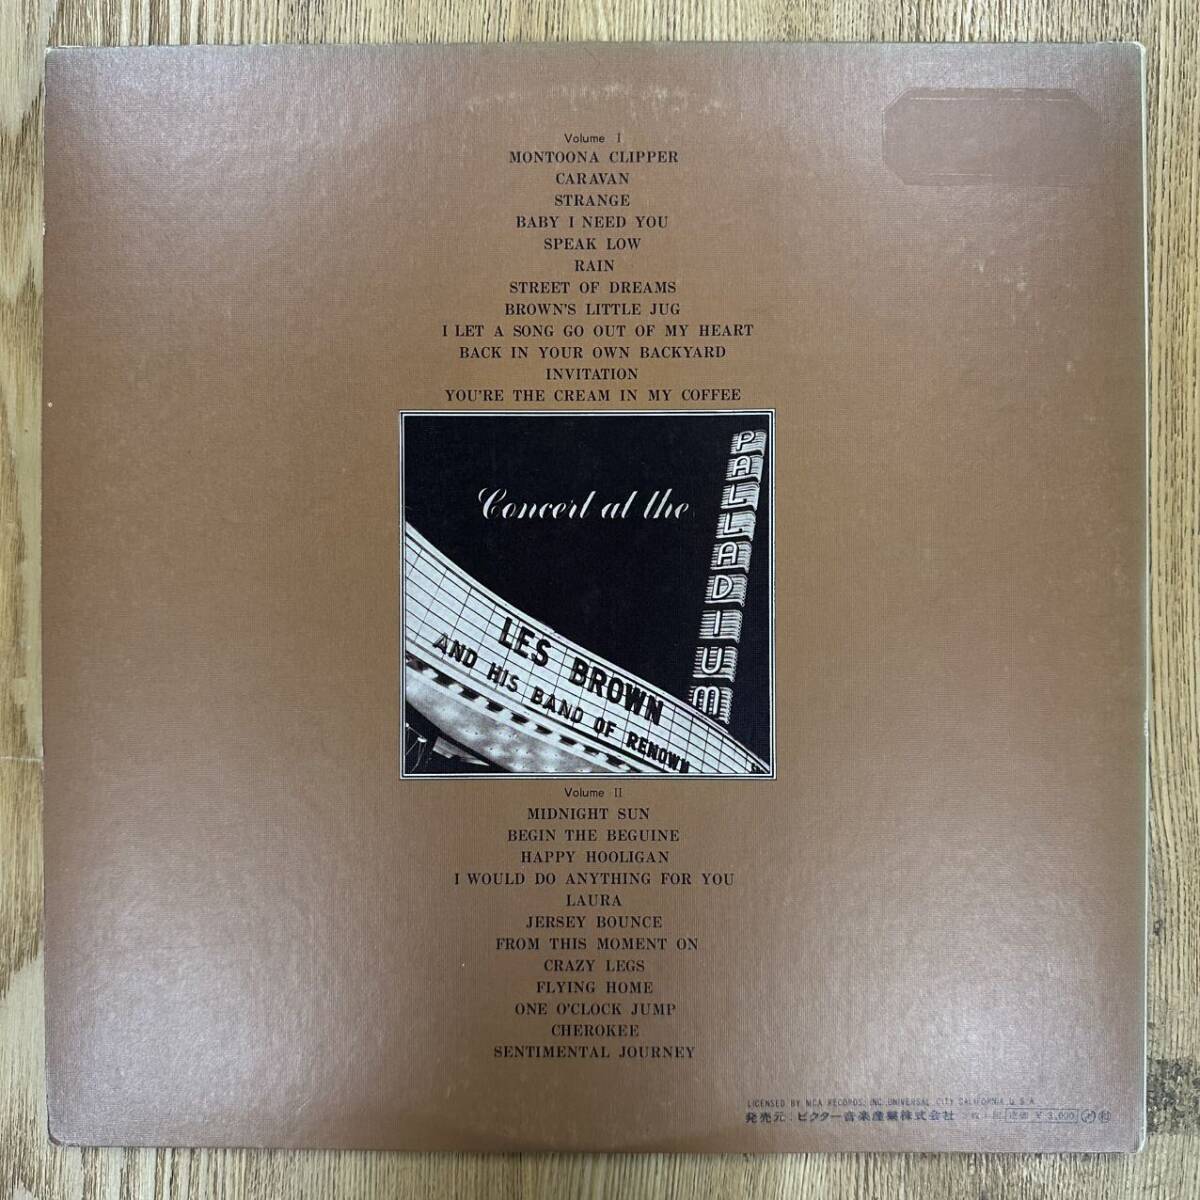 Volume I
MONTOONA CLIPPER
CARAVAN
STRANGE
BABY I NEED YOU
SPEAK LOW
RAIN
STREET OF DREAMS
BROWN'S LITTLE JUG
I LET A SONG GO OUT OF MY HEART
BACK IN YOUR OWN BACKYARD
INVITATION
YOU'RE THE CREAM IN MY COFFEE
Concert at the
PALLADIUM
LES BROWN
AND HIS BAND OF RENOWN
Volume II
MIDNIGHT SUN
BEGIN THE BEGUINE
HAPPY HOOLIGAN
I WOULD DO ANYTHING FOR YOU
LAURA
JERSEY BOUNCE
FROM THIS MOMENT ON
CRAZY LEGS
FLYING HOME
ONE O'CLOCK JUMP
CHEROKEE
SENTIMENTAL JOURNEY
LICENSED BY MCA RECORDS, INC. UNIVERSAL CITY CALIFORNIA U.S.A.
発売元:ビクター音楽産業株式会社 定価 ¥3,000